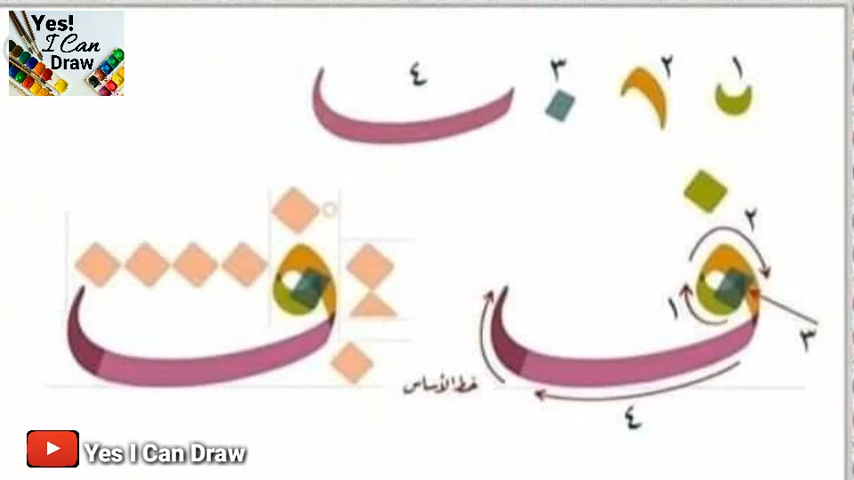 Yes!
I Can
Draw
١ ٢ ٣ ٤
٢
١
٣
٤
ف ف
خط الأساس
Yes I Can Draw